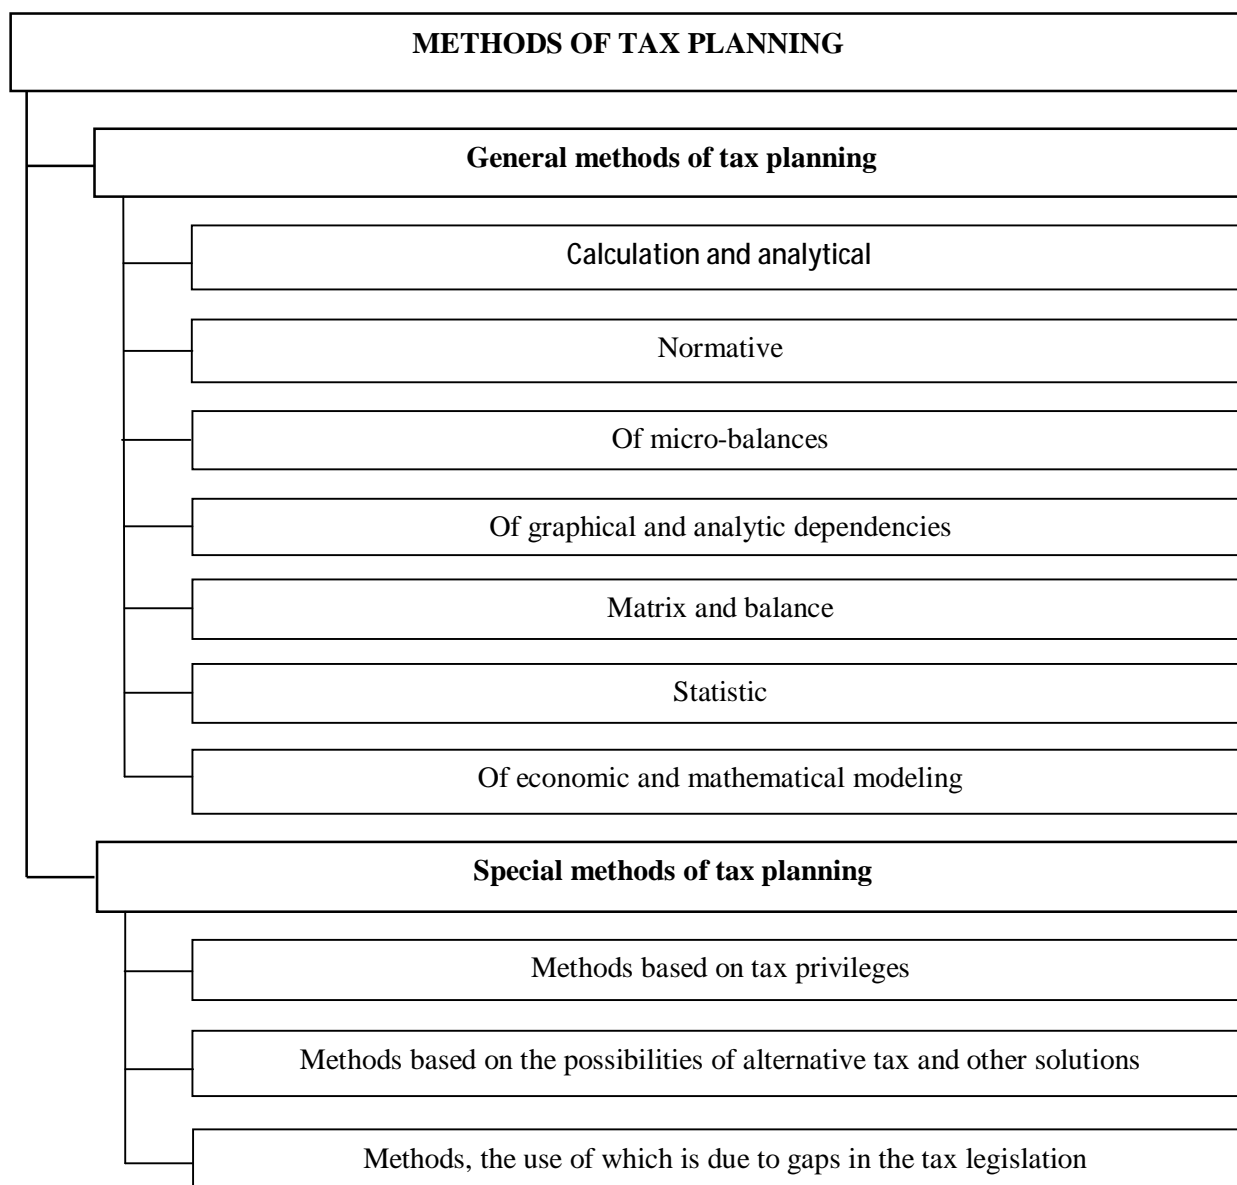 METHODS OF TAX PLANNING
General methods of tax planning
Calculation and analytical
Normative
Of micro-balances
Of graphical and analytic dependencies
Matrix and balance
Statistic
Of economic and mathematical modeling
Special methods of tax planning
Methods based on tax privileges
Methods based on the possibilities of alternative tax and other solutions
Methods, the use of which is due to gaps in the tax legislation